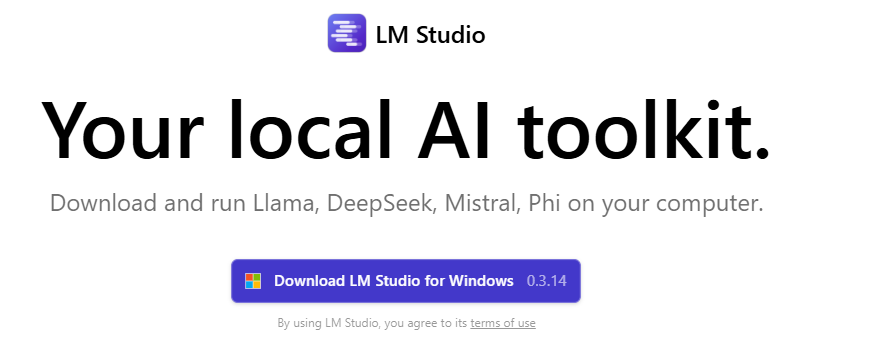 LM Studio
Your local AI toolkit.
Download and run Llama, DeepSeek, Mistral, Phi on your computer.
Download LM Studio for Windows 0.3.14
By using LM Studio, you agree to its terms of use